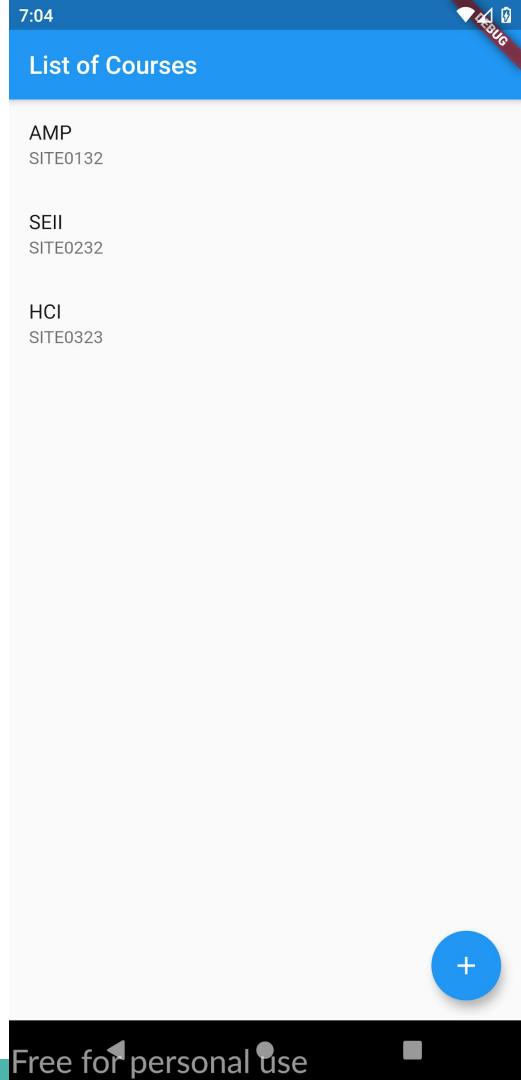 7:04
DEBUG
List of Courses
AMP
SITE0132
SEII
SITE0232
HCI
SITE0323
Free for personal use